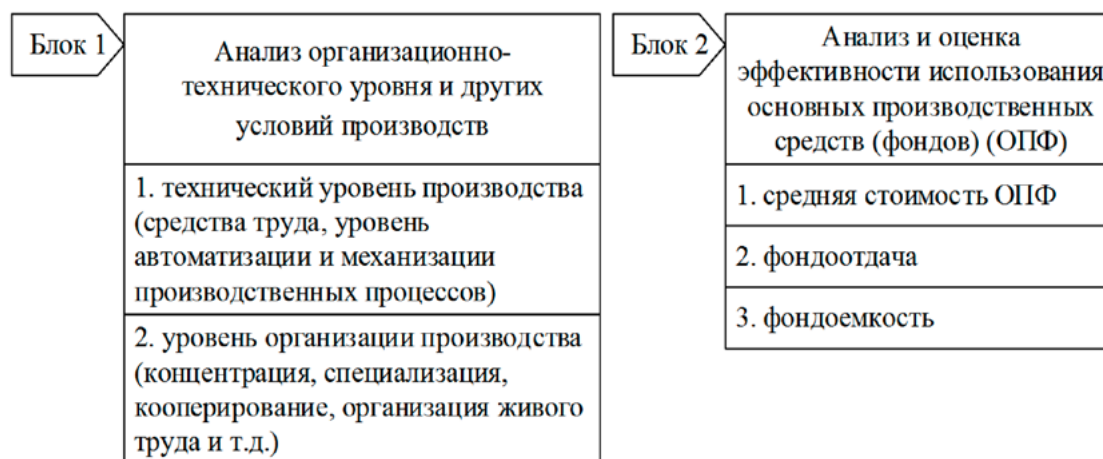 Блок 1
Анализ организационно-
технического уровня и других
условий производств
1. технический уровень производства
(средства труда, уровень
автоматизации и механизации
производственных процессов)
2. уровень организации производства
(концентрация, специализация,
кооперирование, организация живого
труда и т.д.)
Блок 2
Анализ и оценка
эффективности использования
основных производственных
средств (фондов) (ОПФ)
1. средняя стоимость ОПФ
2. фондоотдача
3. фондоемкость